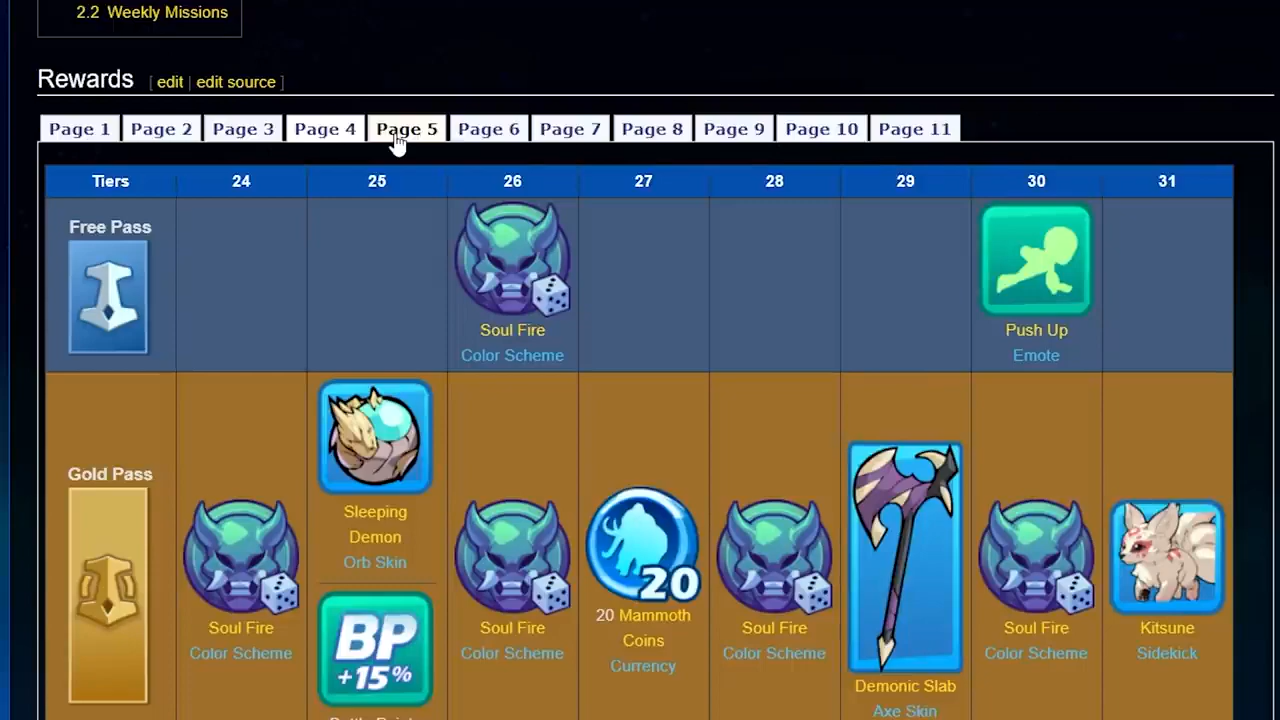 2.2 Weekly Missions
Rewards [ edit | edit source ]
Page 1 Page 2 Page 3 Page 4 Page 5 Page 6 Page 7 Page 8 Page 9 Page 10 Page 11
Tiers 24 25 26 27 28 29 30 31
Free Pass
Soul Fire Push Up
Color Scheme Emote
Gold Pass
Sleeping
Demon
Orb Skin
20
BP
+15%
20 Mammoth
Coins
Currency
Soul Fire Soul Fire Soul Fire Soul Fire Kitsune
Color Scheme Color Scheme Color Scheme Color Scheme Sidekick
Demonic Slab
Axe Skin